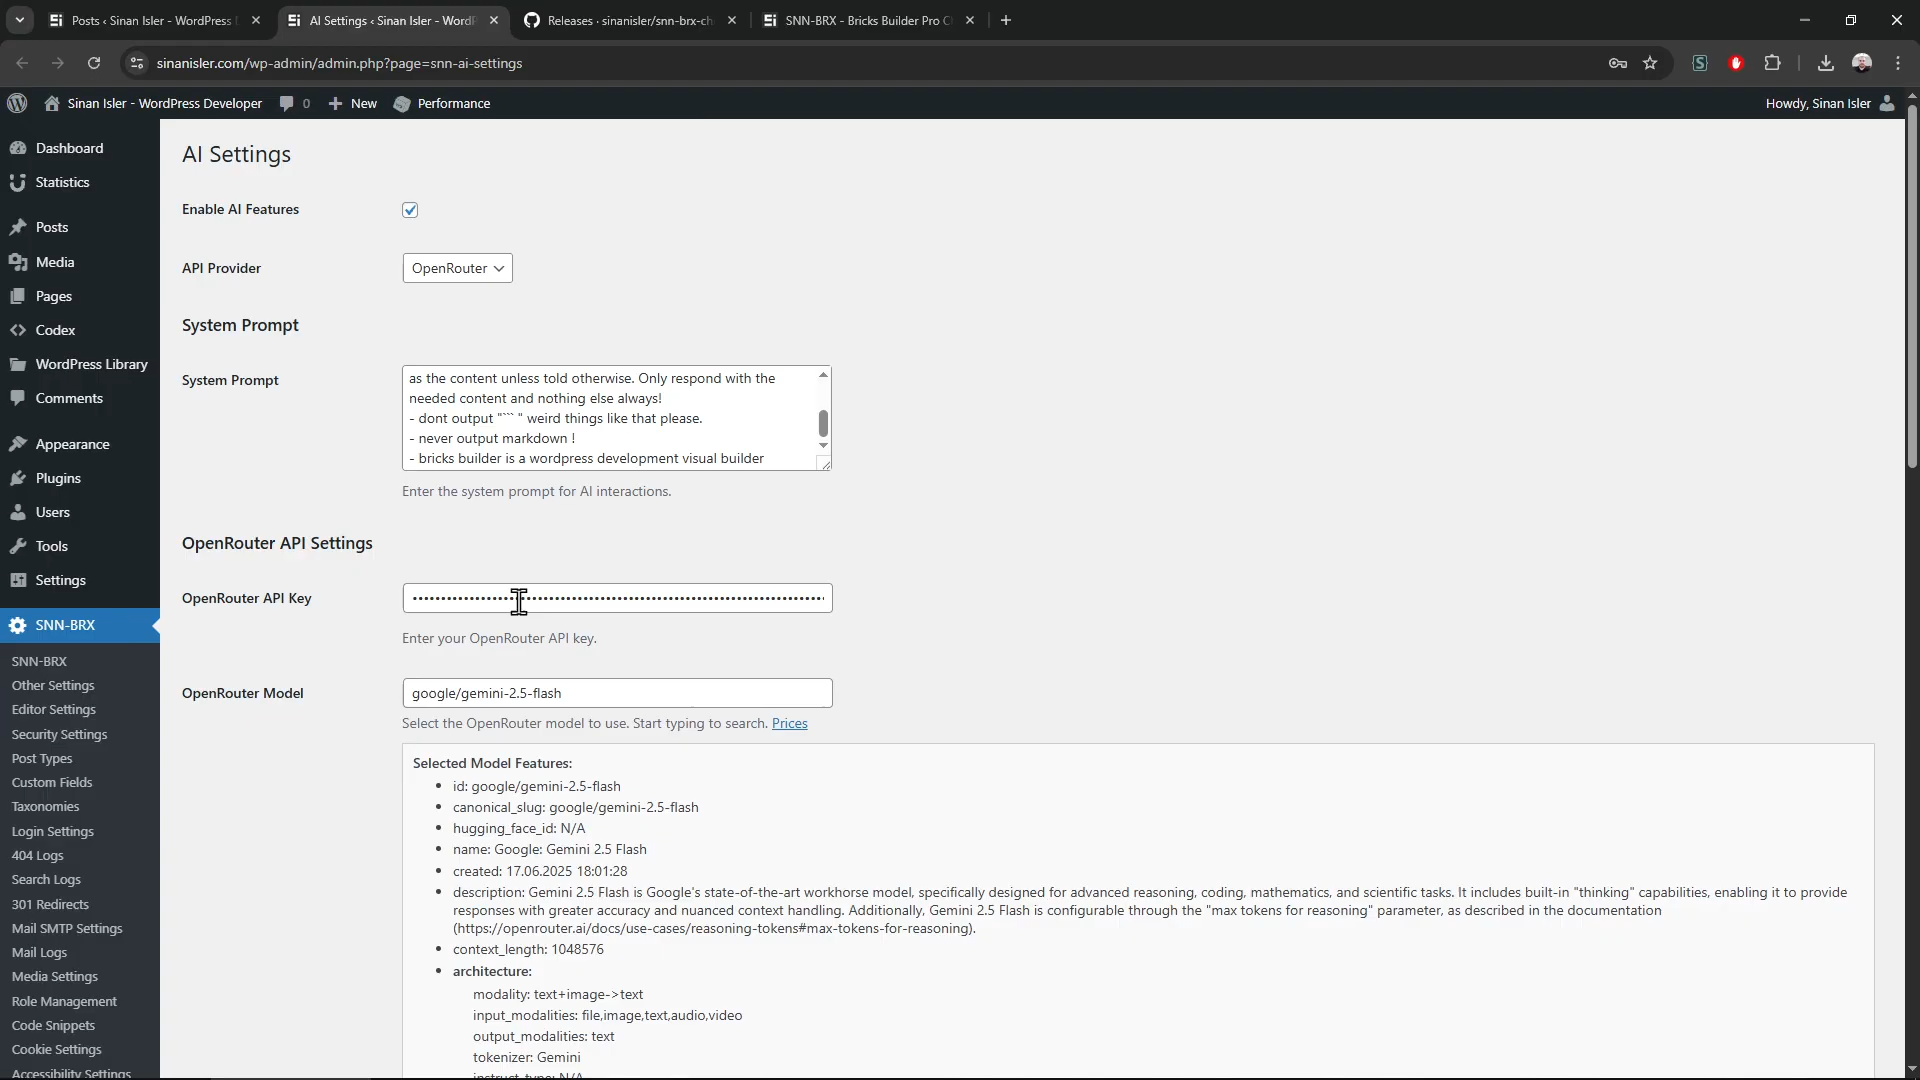 Posts ‹ Sinan Isler - WordPress
AI Settings ‹ Sinan Isler - WordP
Releases · sinanisler/snn-brx-ch
SNN-BRX - Bricks Builder Pro C
sinanisler.com/wp-admin/admin.php?page=snn-ai-settings
Sinan Isler - WordPress Developer
0
New
Performance
Howdy, Sinan Isler
Dashboard
Statistics
Posts
Media
Pages
Codex
WordPress Library
Comments
Appearance
Plugins
Users
Tools
Settings
SNN-BRX
SNN-BRX
Other Settings
Editor Settings
Security Settings
Post Types
Custom Fields
Taxonomies
Login Settings
404 Logs
Search Logs
301 Redirects
Mail SMTP Settings
Mail Logs
Media Settings
Role Management
Code Snippets
Cookie Settings
Accessibility Settings
AI Settings
Enable AI Features
API Provider
OpenRouter
System Prompt
System Prompt
as the content unless told otherwise. Only respond with the
needed content and nothing else always!
- dont output "``` " weird things like that please.
- never output markdown !
- bricks builder is a wordpress development visual builder
Enter the system prompt for AI interactions.
OpenRouter API Settings
OpenRouter API Key
Enter your OpenRouter API key.
OpenRouter Model
google/gemini-2.5-flash
Select the OpenRouter model to use. Start typing to search. Prices
Selected Model Features:
• id: google/gemini-2.5-flash
• canonical_slug: google/gemini-2.5-flash
• hugging_face_id: N/A
• name: Google: Gemini 2.5 Flash
• created: 17.06.2025 18:01:28
• description: Gemini 2.5 Flash is Google's state-of-the-art workhorse model, specifically designed for advanced reasoning, coding, mathematics, and scientific tasks. It includes built-in "thinking" capabilities, enabling it to provide
responses with greater accuracy and nuanced context handling. Additionally, Gemini 2.5 Flash is configurable through the "max tokens for reasoning" parameter, as described in the documentation
(https://openrouter.ai/docs/use-cases/reasoning-tokens#max-tokens-for-reasoning).
• context_length: 1048576
• architecture:
modality: text+image->text
input_modalities: file,image,text,audio,video
output_modalities: text
tokenizer: Gemini
instruct_type: N/A